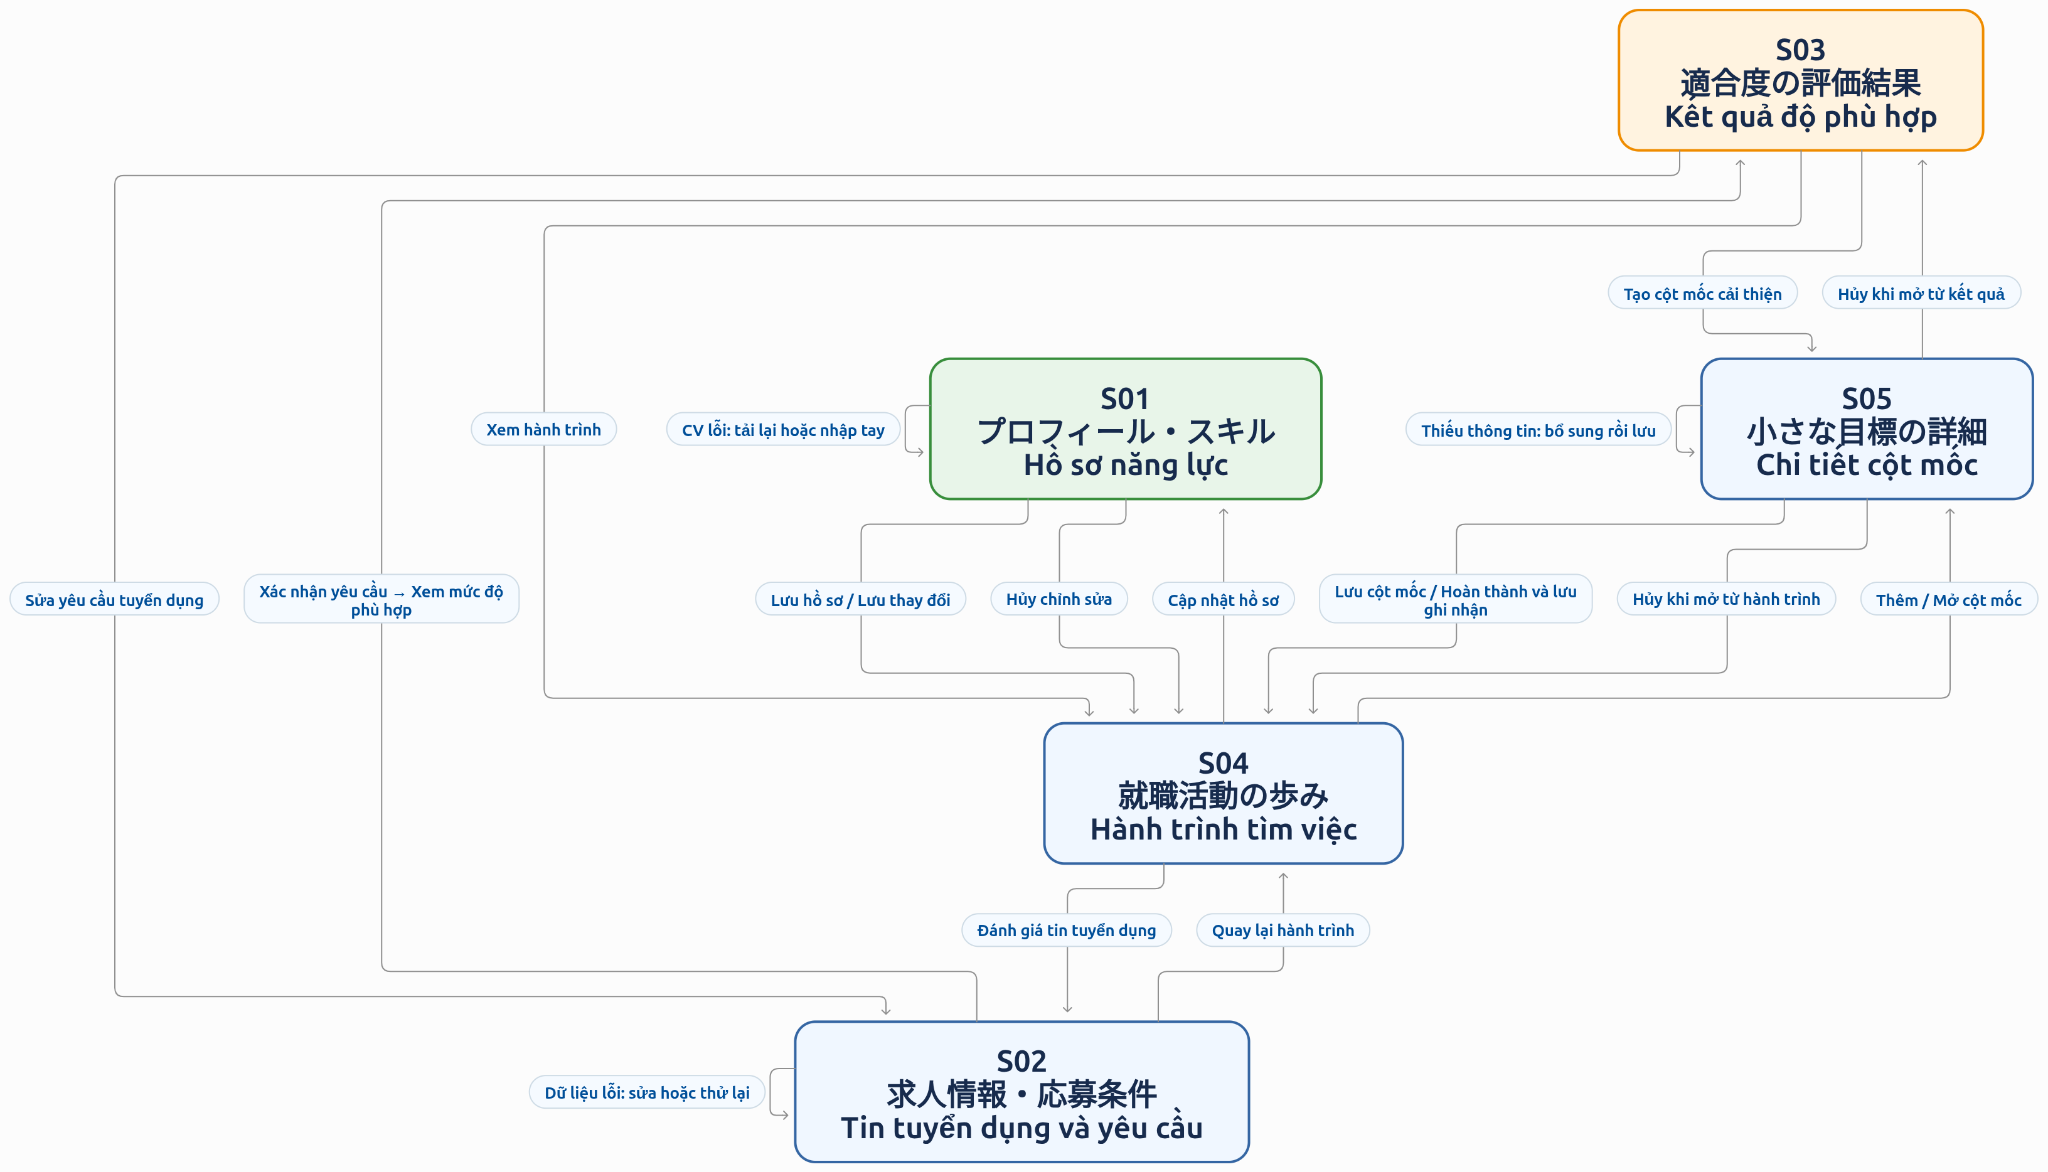 S03
適合度の評価結果
Kết quả độ phù hợp
Tạo cột mốc cải thiện
Hủy khi mở từ kết quả
S01
プロフィール・スキル
Hồ sơ năng lực
S05
小さな目標の詳細
Chi tiết cột mốc
Xem hành trình
CV lỗi: tải lại hoặc nhập tay
Thiếu thông tin: bổ sung rồi lưu
Sửa yêu cầu tuyển dụng
Xác nhận yêu cầu → Xem mức độ
phù hợp
Lưu hồ sơ / Lưu thay đổi
Hủy chỉnh sửa
Cập nhật hồ sơ
Lưu cột mốc / Hoàn thành và lưu
ghi nhận
Hủy khi mở từ hành trình
Thêm / Mở cột mốc
S04
就職活動の歩み
Hành trình tìm việc
Đánh giá tin tuyển dụng
Quay lại hành trình
S02
求人情報・応募条件
Tin tuyển dụng và yêu cầu
Dữ liệu lỗi: sửa hoặc thử lại